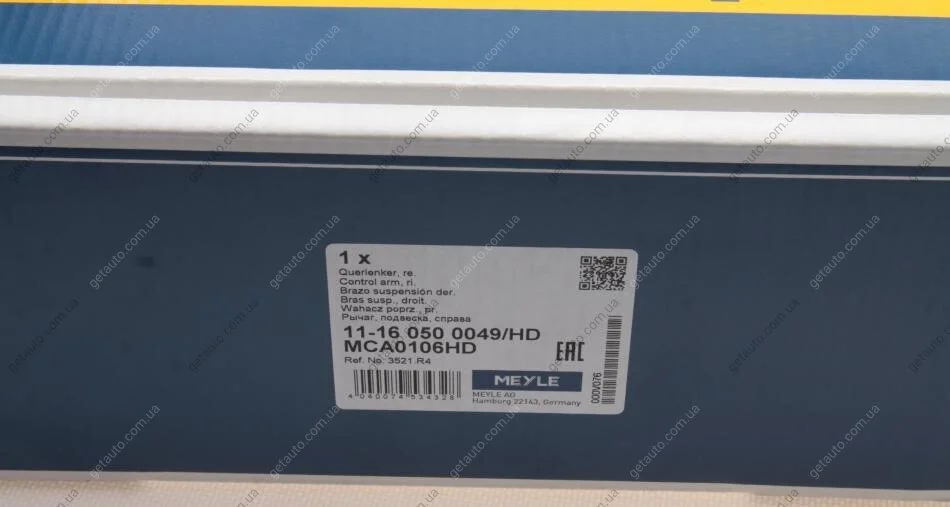 1 x
Querlenker, re.
Control arm, ri.
Brazo suspensión der.
Bras susp., droit.
Wahacz poprz., pr.
Рычаг, подвеска, справа
11-16 050 0049/HD
MCA0106HD
Ref. No. 3521.R4
EAC
4 040074 534328
MEYLE
MEYLE AG
Hamburg 22143, Germany
000V076
getauto.com.ua